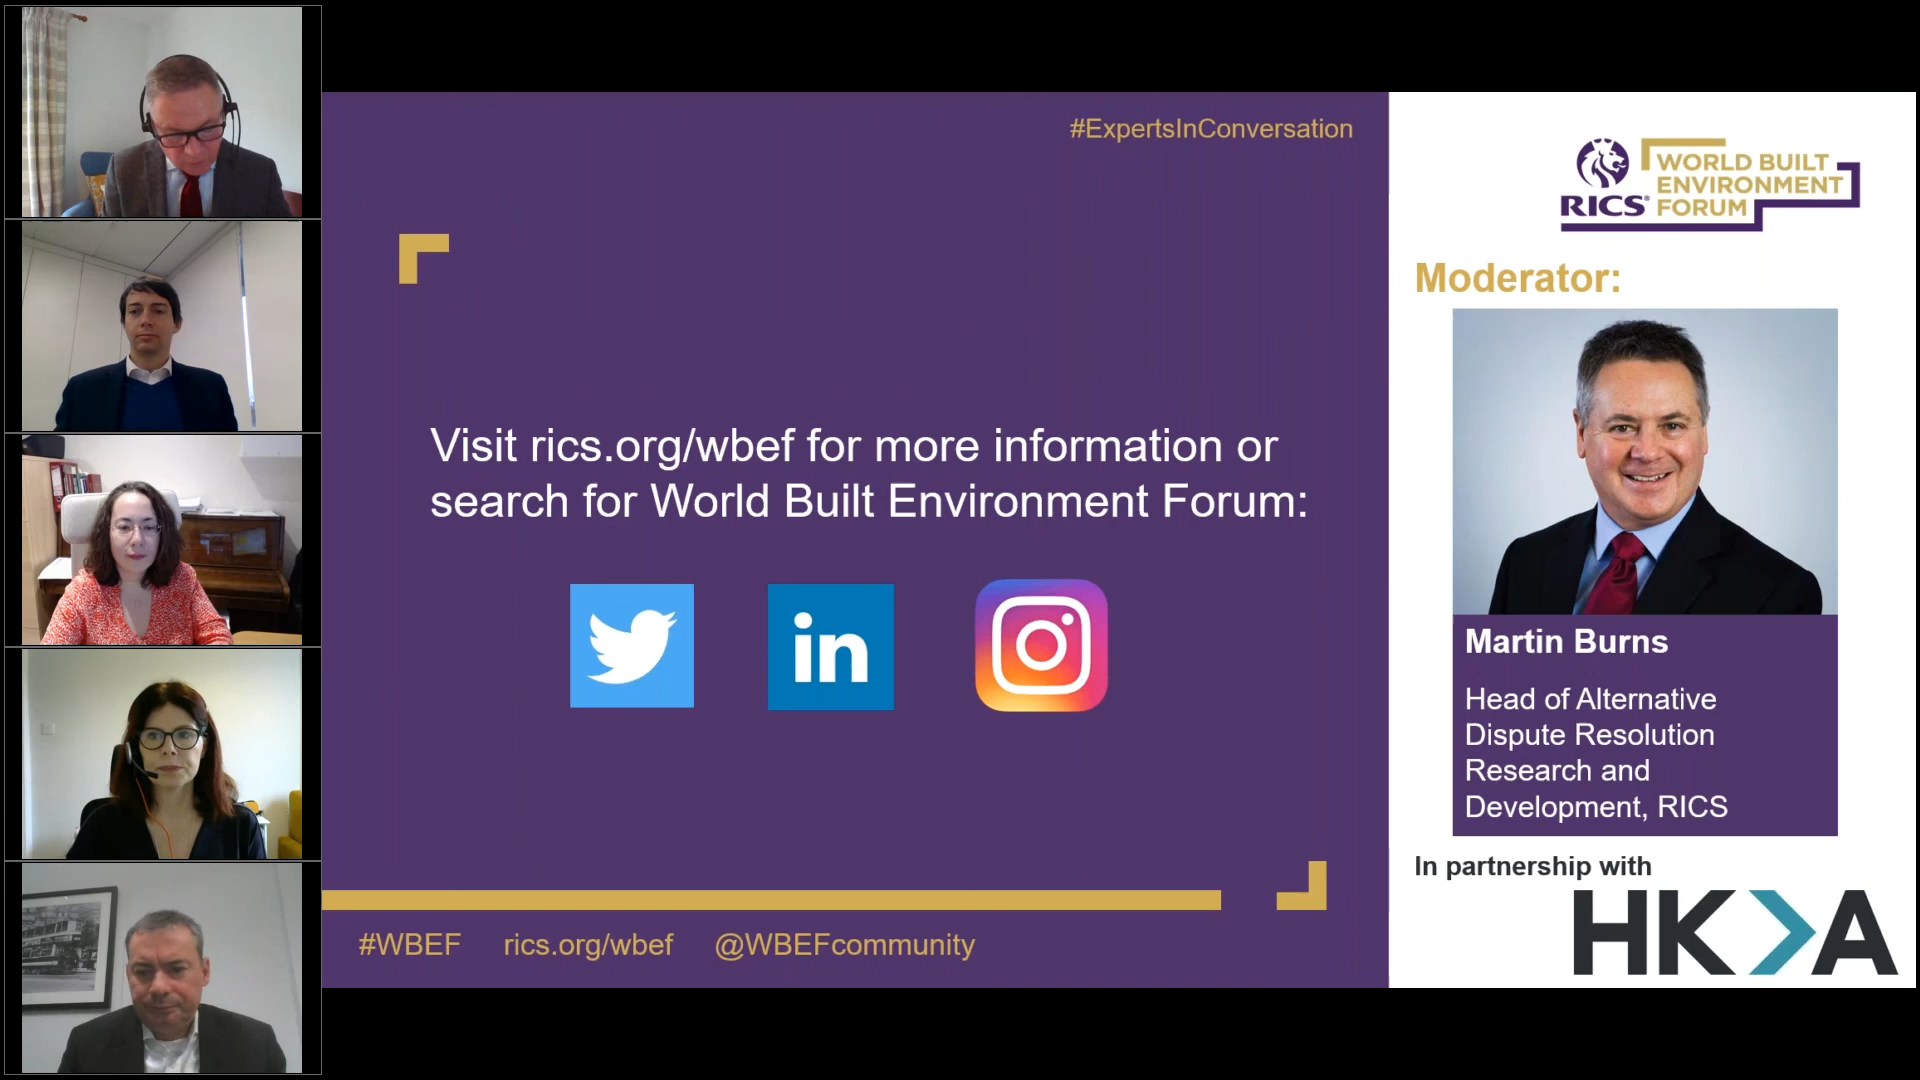 #ExpertsInConversation
Visit rics.org/wbef for more information or
search for World Built Environment Forum:
in
#WBEF rics.org/wbef @WBEFcommunity
RICS®
WORLD BUILT
ENVIRONMENT
FORUM
Moderator:
Martin Burns
Head of Alternative
Dispute Resolution
Research and
Development, RICS
In partnership with
HKA